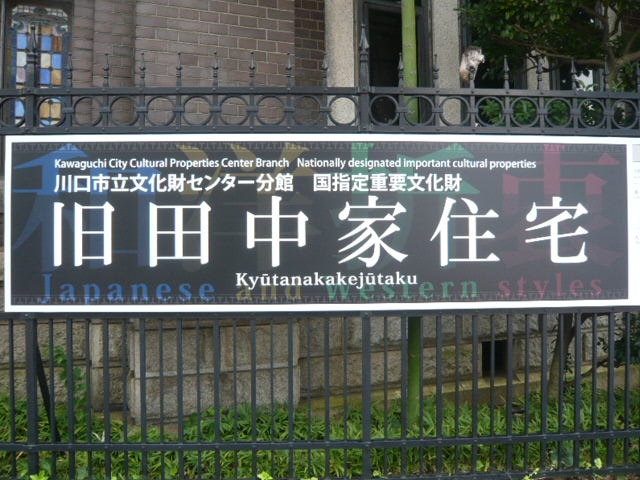 Kawaguchi City Cultural Properties Center Branch Nationally designated important cultural properties
川口市立文化財センター分館 国指定重要文化財
旧田中家住宅
Kyūtanakakejūtaku
Japanese and Western styles